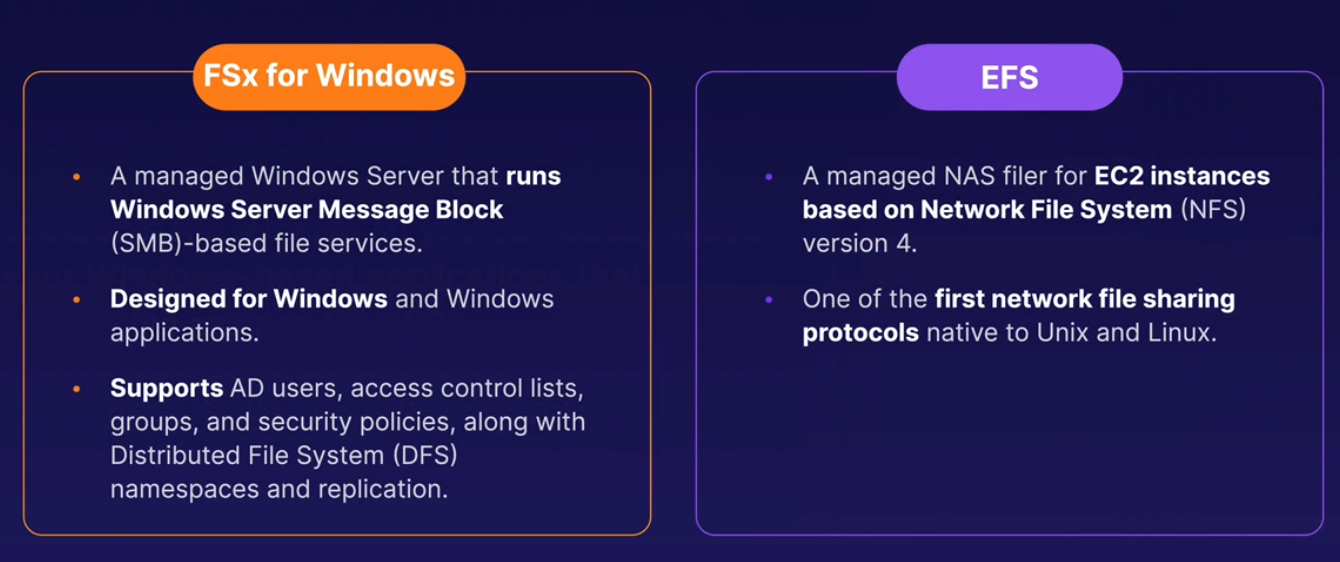 FSx for Windows
• A managed Windows Server that runs
Windows Server Message Block
(SMB)-based file services.
• Designed for Windows and Windows
applications.
• Supports AD users, access control lists,
groups, and security policies, along with
Distributed File System (DFS)
namespaces and replication.
EFS
• A managed NAS filer for EC2 instances
based on Network File System (NFS)
version 4.
• One of the first network file sharing
protocols native to Unix and Linux.